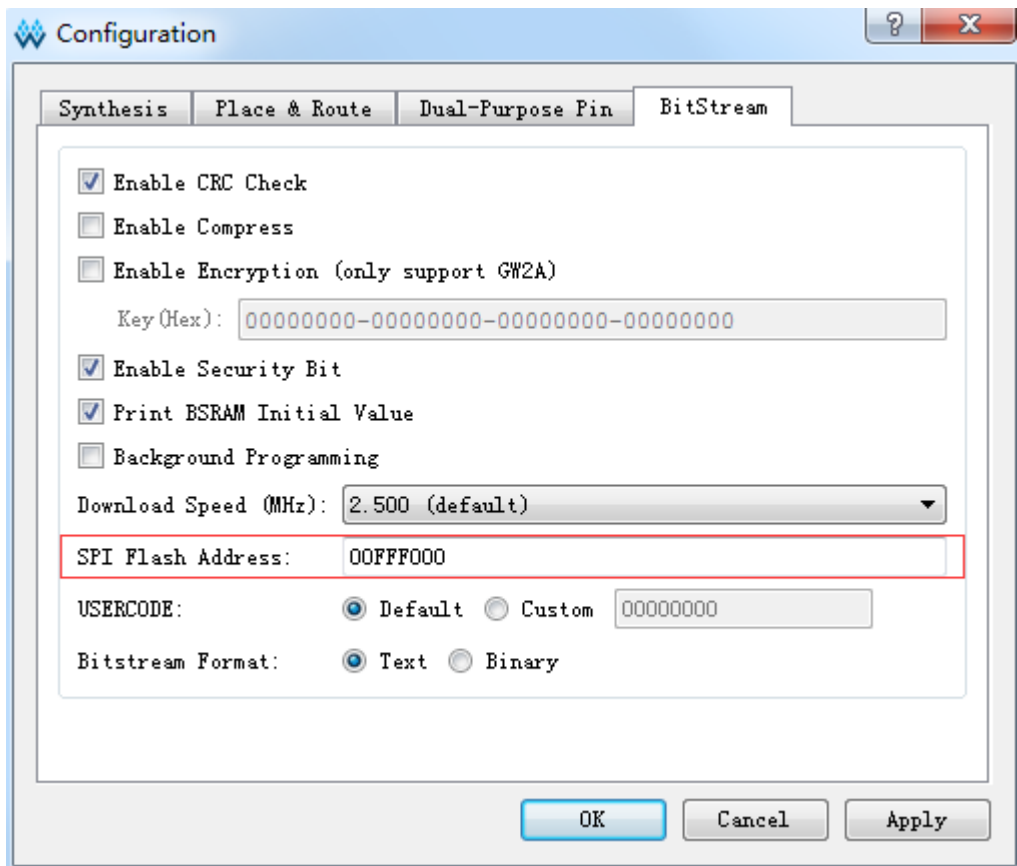 Configuration
Synthesis Place & Route Dual-Purpose Pin BitStream
Enable CRC Check
Enable Compress
Enable Encryption (only support GW2A)
Key(Hex): 00000000-00000000-00000000-00000000
Enable Security Bit
Print BSRAM Initial Value
Background Programming
Download Speed (MHz): 2.500 (default)
SPI Flash Address: 00FFF000
USERCODE: Default Custom 00000000
Bitstream Format: Text Binary
OK Cancel Apply